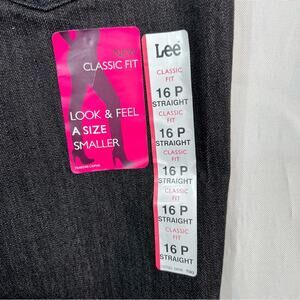 CLASSIC FIT
LOOK & FEEL
A SIZE
SMALLER
Lee
CLASSIC
FIT
16 P
STRAIGHT
CLASSIC
FIT
16 P
STRAIGHT
CLASSIC
FIT
16 P
STRAIGHT
CLASSIC
FIT
16 P
STRAIGHT
CLASSIC
FIT
16 P
STRAIGHT